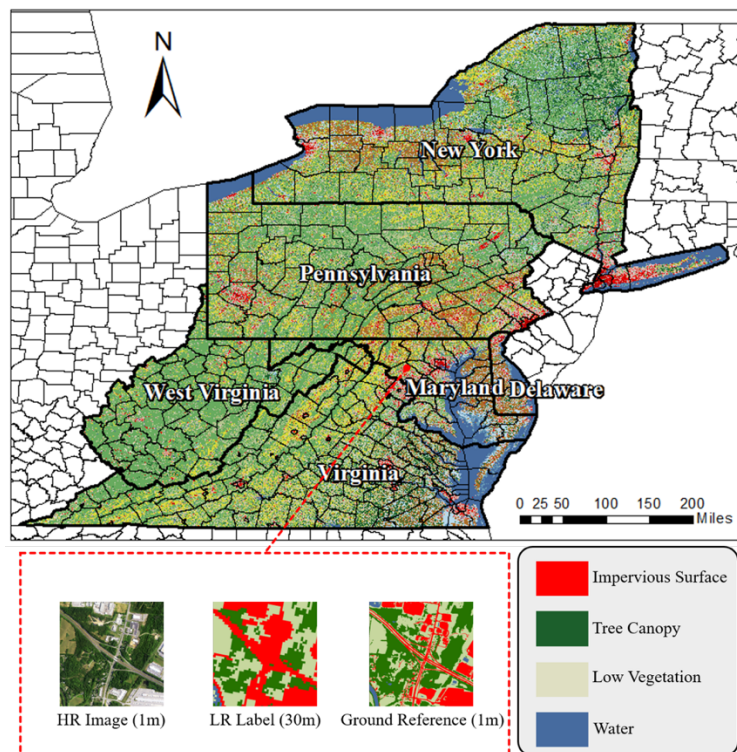 N
New York
Pennsylvania
West Virginia
Maryland Delaware
Virginia
0 25 50 100 150 200
Miles
HR Image (1m)
LR Label (30m)
Ground Reference (1m)
Impervious Surface
Tree Canopy
Low Vegetation
Water